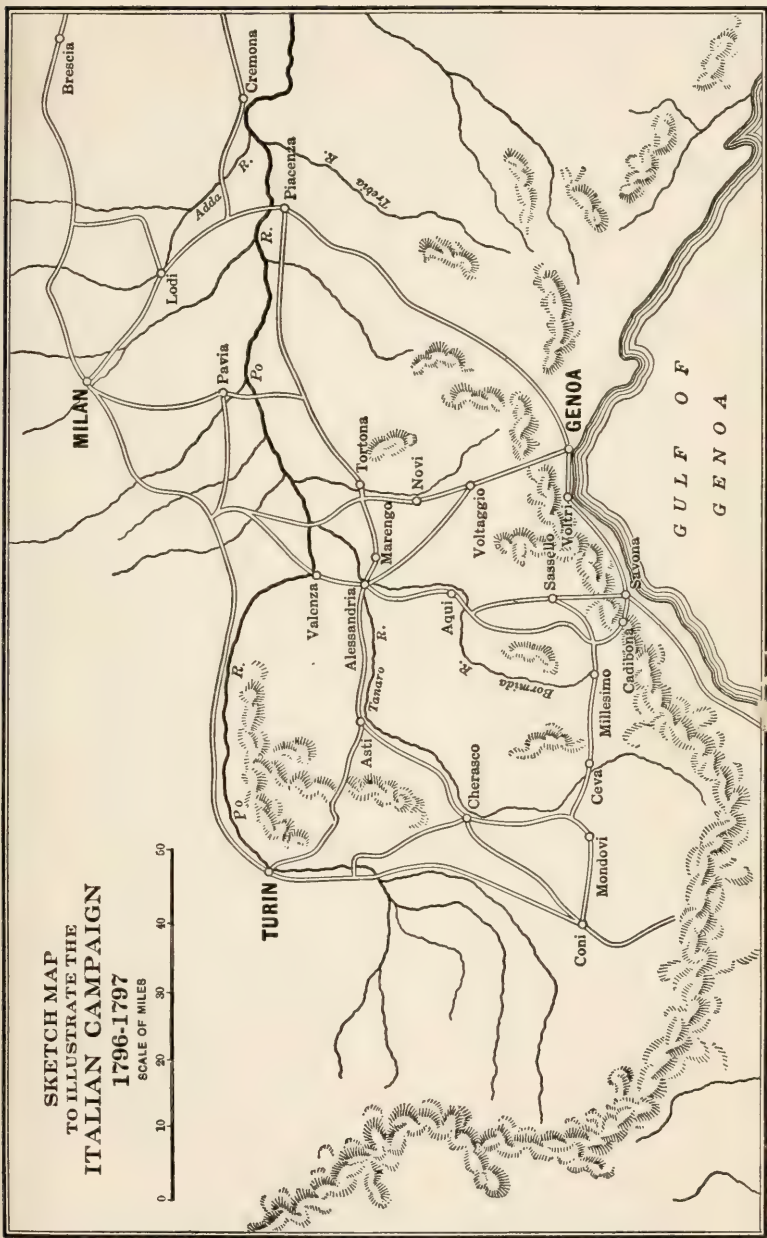 SKETCH MAP
TO ILLUSTRATE THE
ITALIAN CAMPAIGN
1796-1797
SCALE OF MILES
0 10 20 30 40 50
Brescia
Cremona
Adda
R.
Piacenza
R.
Trebia
R.
Lodi
MILAN
Pavia
Po
Tortona
Novi
Marengo
Voltaggio
GENOA
Voltri
Sassello
Savona
Cadibona
Valenza
Alessandria
Aqui
R.
Tanaro
R.
Bormida
Millesimo
R.
Po
Asti
Cherasco
Ceva
TURIN
Mondovi
Coni
GULF OF
GENOA